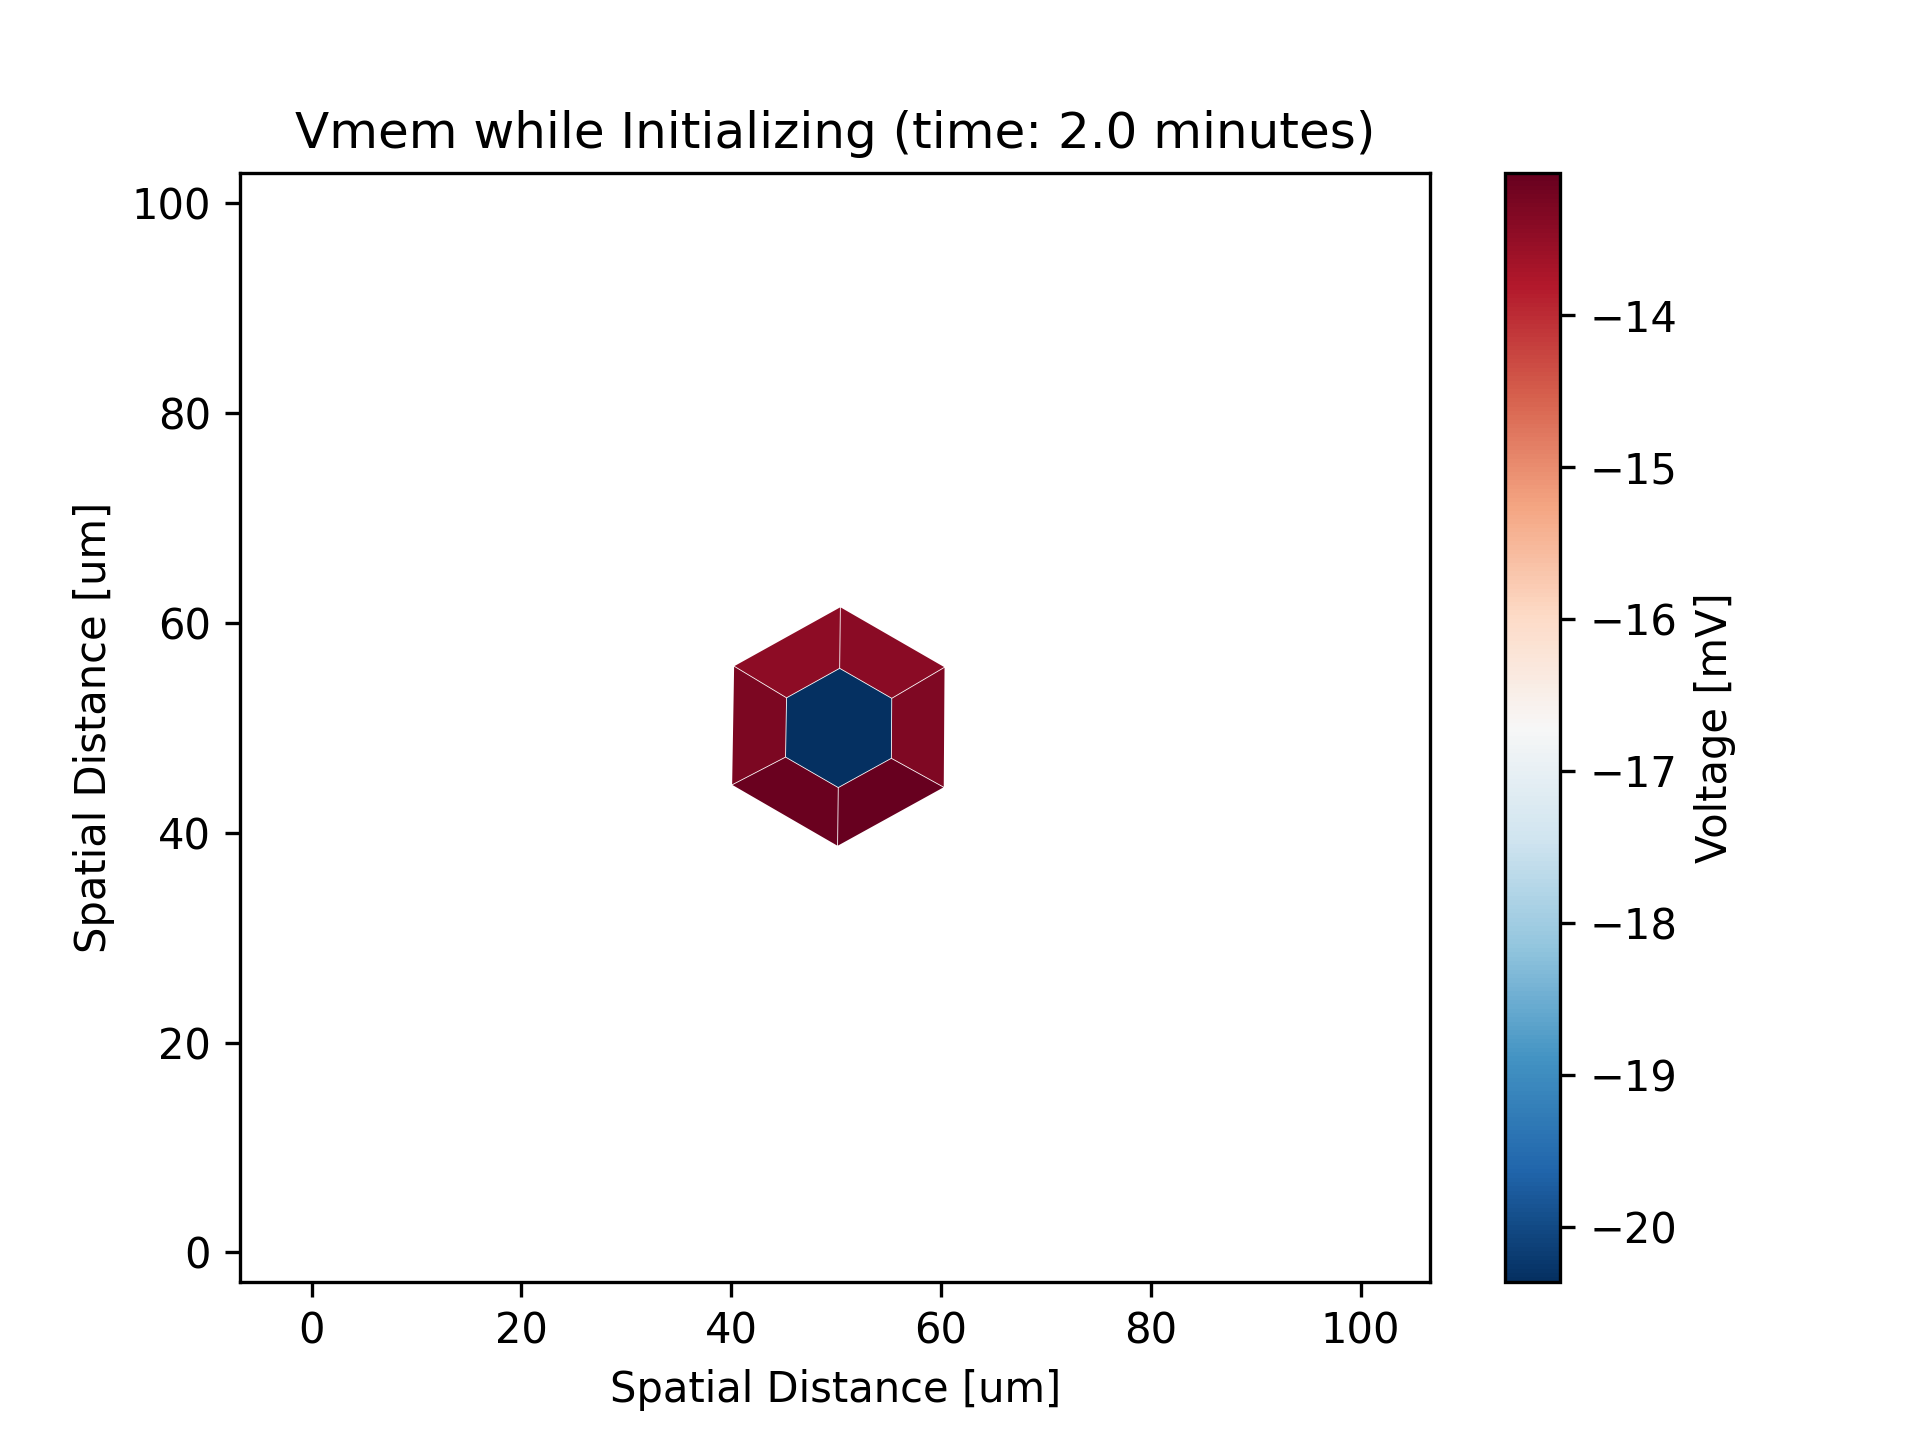 Vmem while Initializing (time: 2.0 minutes)
100
80
60
40
20
0
Spatial Distance [um]
0 20 40 60 80 100
Spatial Distance [um]
−14
−15
−16
−17
−18
−19
−20
Voltage [mV]